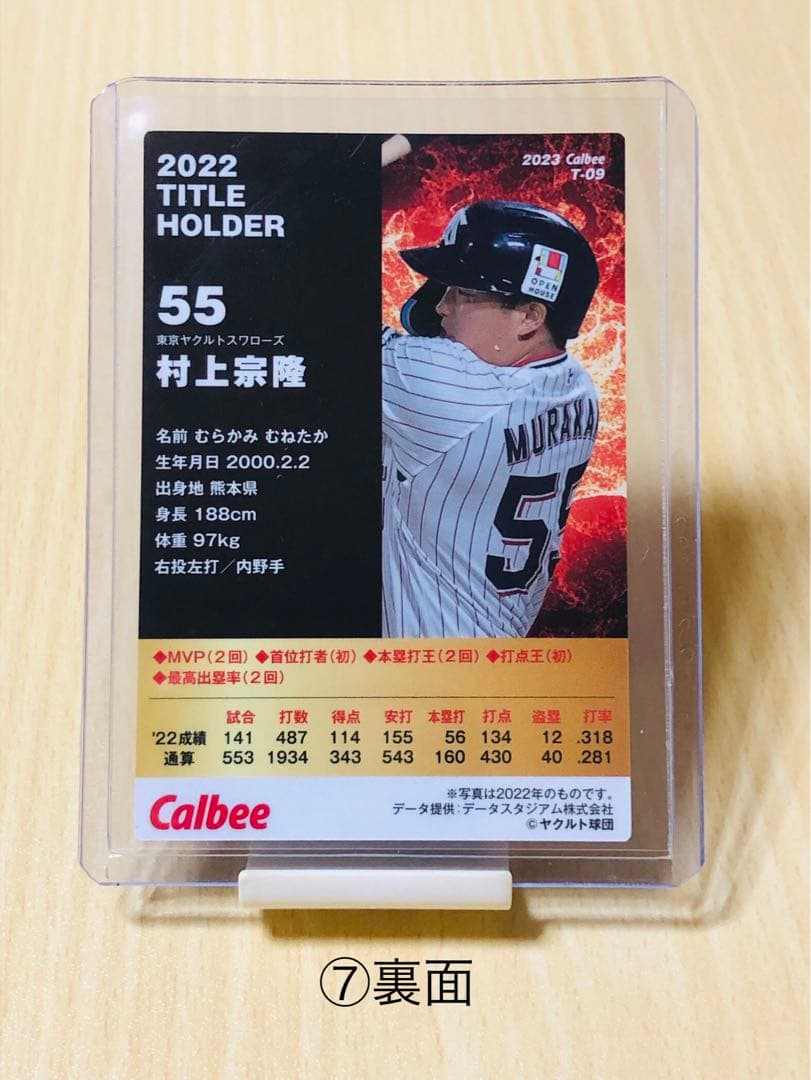 2022
TITLE
HOLDER
2023 Calbee
T-09
OPEN
HOUSE
55
東京ヤクルトスワローズ
村上宗隆
名前 むらかみ むねたか
生年月日 2000.2.2
出身地 熊本県
身長 188cm
体重 97kg
右投左打／内野手
MURAKA
55
◆MVP(2回) ◆首位打者(初) ◆本塁打王(2回) ◆打点王(初)
◆最高出塁率(2回)
試合 打数 得点 安打 本塁打 打点 盗塁 打率
'22成績 141 487 114 155 56 134 12 .318
通算 553 1934 343 543 160 430 40 .281
Calbee
※写真は2022年のものです。
データ提供:データスタジアム株式会社
©ヤクルト球団
⑦裏面